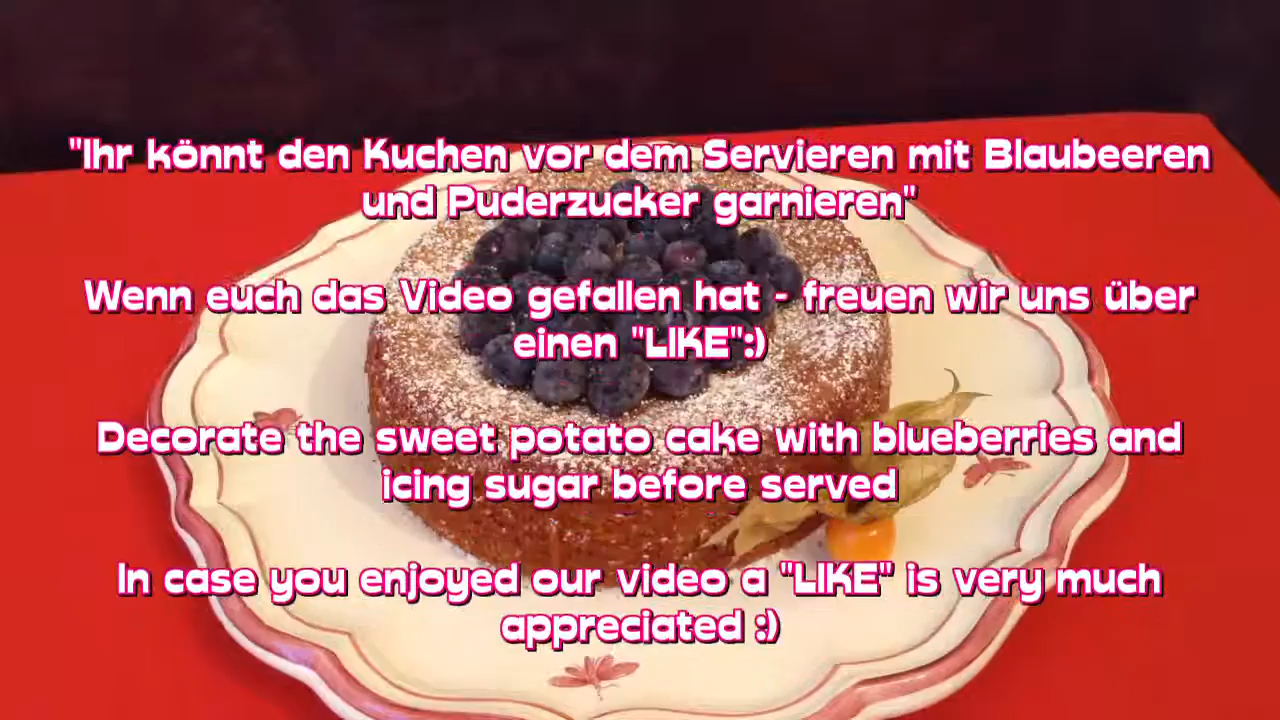 "Ihr könnt den Kuchen vor dem Servieren mit Blaubeeren
und Puderzucker garnieren"
Wenn euch das Video gefallen hat - freuen wir uns über
einen "LIKE":)
Decorate the sweet potato cake with blueberries and
icing sugar before served
In case you enjoyed our video a "LIKE" is very much
appreciated :)